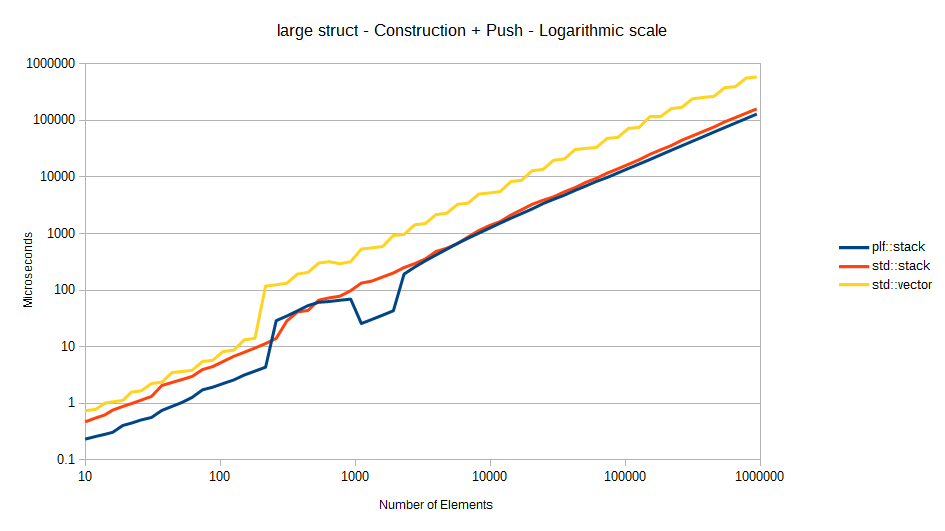 large struct - Construction + Push - Logarithmic scale
1000000
100000
10000
1000
100
10
1
0.1
Microseconds
10 100 1000 10000 100000 1000000
Number of Elements
plf::stack
std::stack
std::vector